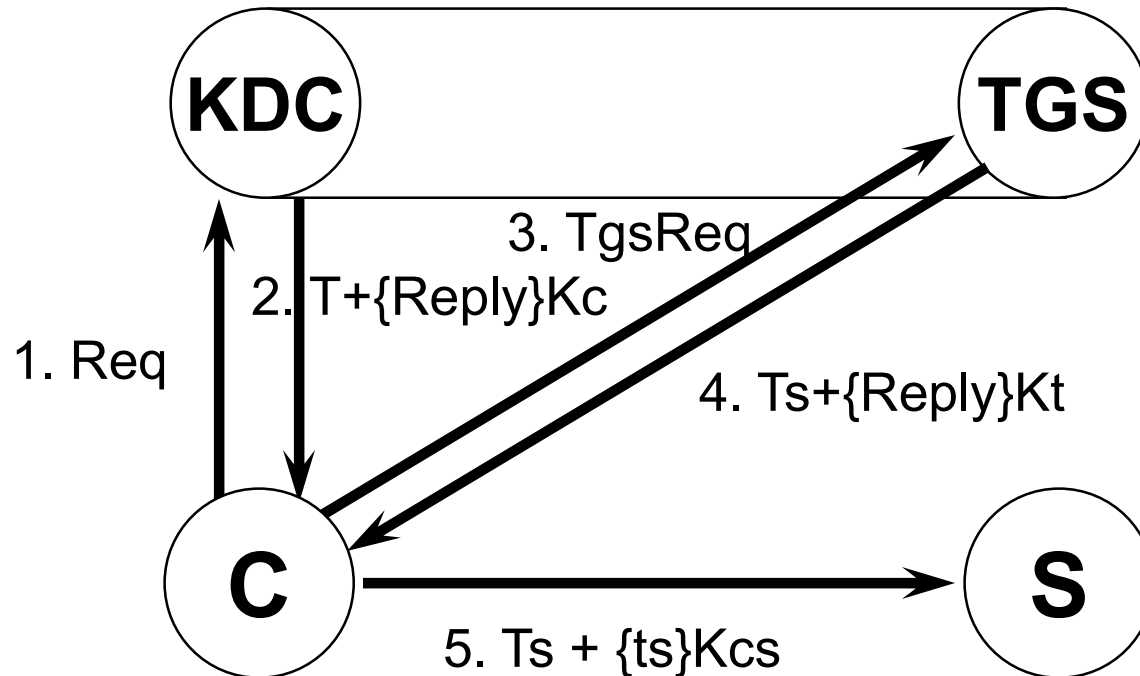 KDC
TGS
3. TgsReq
2. T+{Reply}Kc
1. Req
4. Ts+{Reply}Kt
C
S
5. Ts + {ts}Kcs